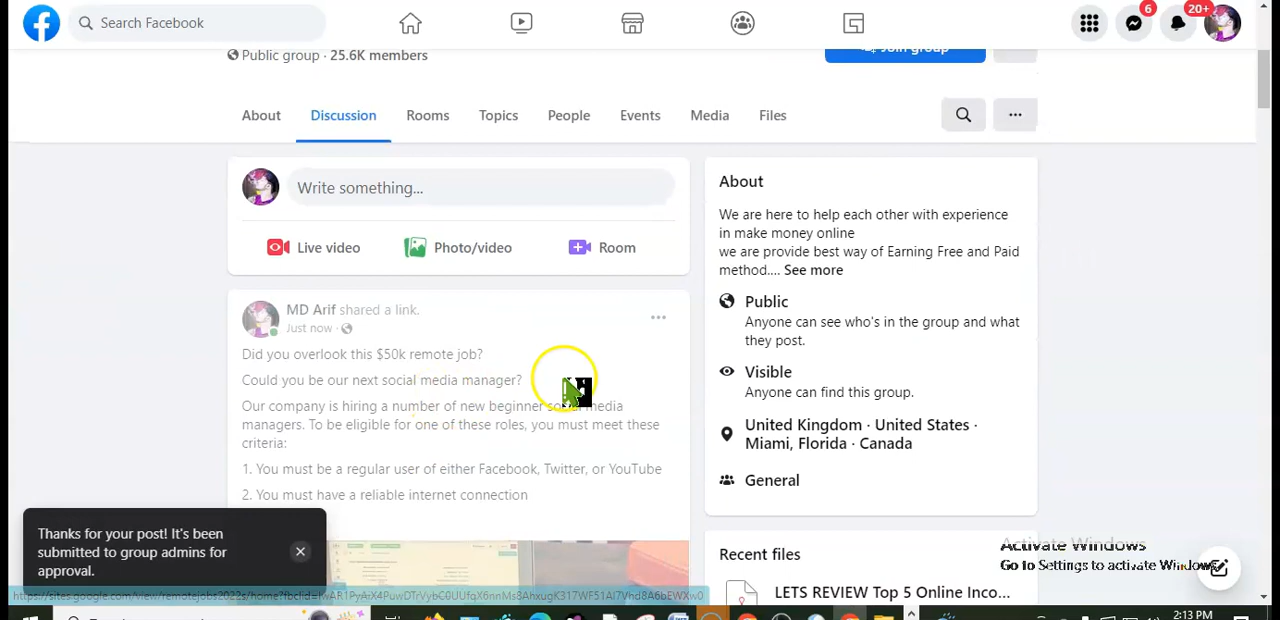 Search Facebook
6
20+
Public group · 25.6K members
Join group
About
Discussion
Rooms
Topics
People
Events
Media
Files
Write something...
Live video
Photo/video
Room
MD Arif shared a link.
Just now ·
Did you overlook this $50k remote job?
Could you be our next social media manager?
Our company is hiring a number of new beginner social media
managers. To be eligible for one of these roles, you must meet these
criteria:
1. You must be a regular user of either Facebook, Twitter, or YouTube
2. You must have a reliable internet connection
About
We are here to help each other with experience
in make money online
we are provide best way of Earning Free and Paid
method.... See more
Public
Anyone can see who's in the group and what
they post.
Visible
Anyone can find this group.
United Kingdom · United States ·
Miami, Florida · Canada
General
Recent files
LETS REVIEW Top 5 Online Inco...
Thanks for your post! It's been
submitted to group admins for
approval.
Activate Windows
Go to Settings to activate Windows.
2:13 PM